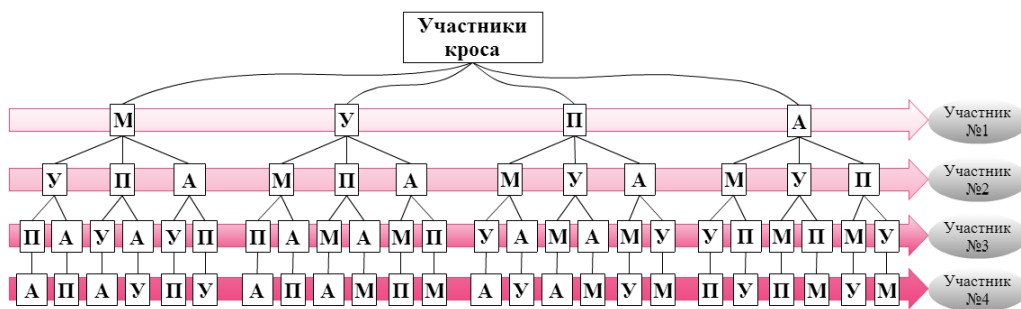 Участники
кроса
М У П А
Участник
№1
У П А М П А М У А М У П
Участник
№2
П А У А У П П А М А М П У А М А М У У П М П М У
Участник
№3
А П А У П У А П А М П М А У А М У М П У П М У М
Участник
№4